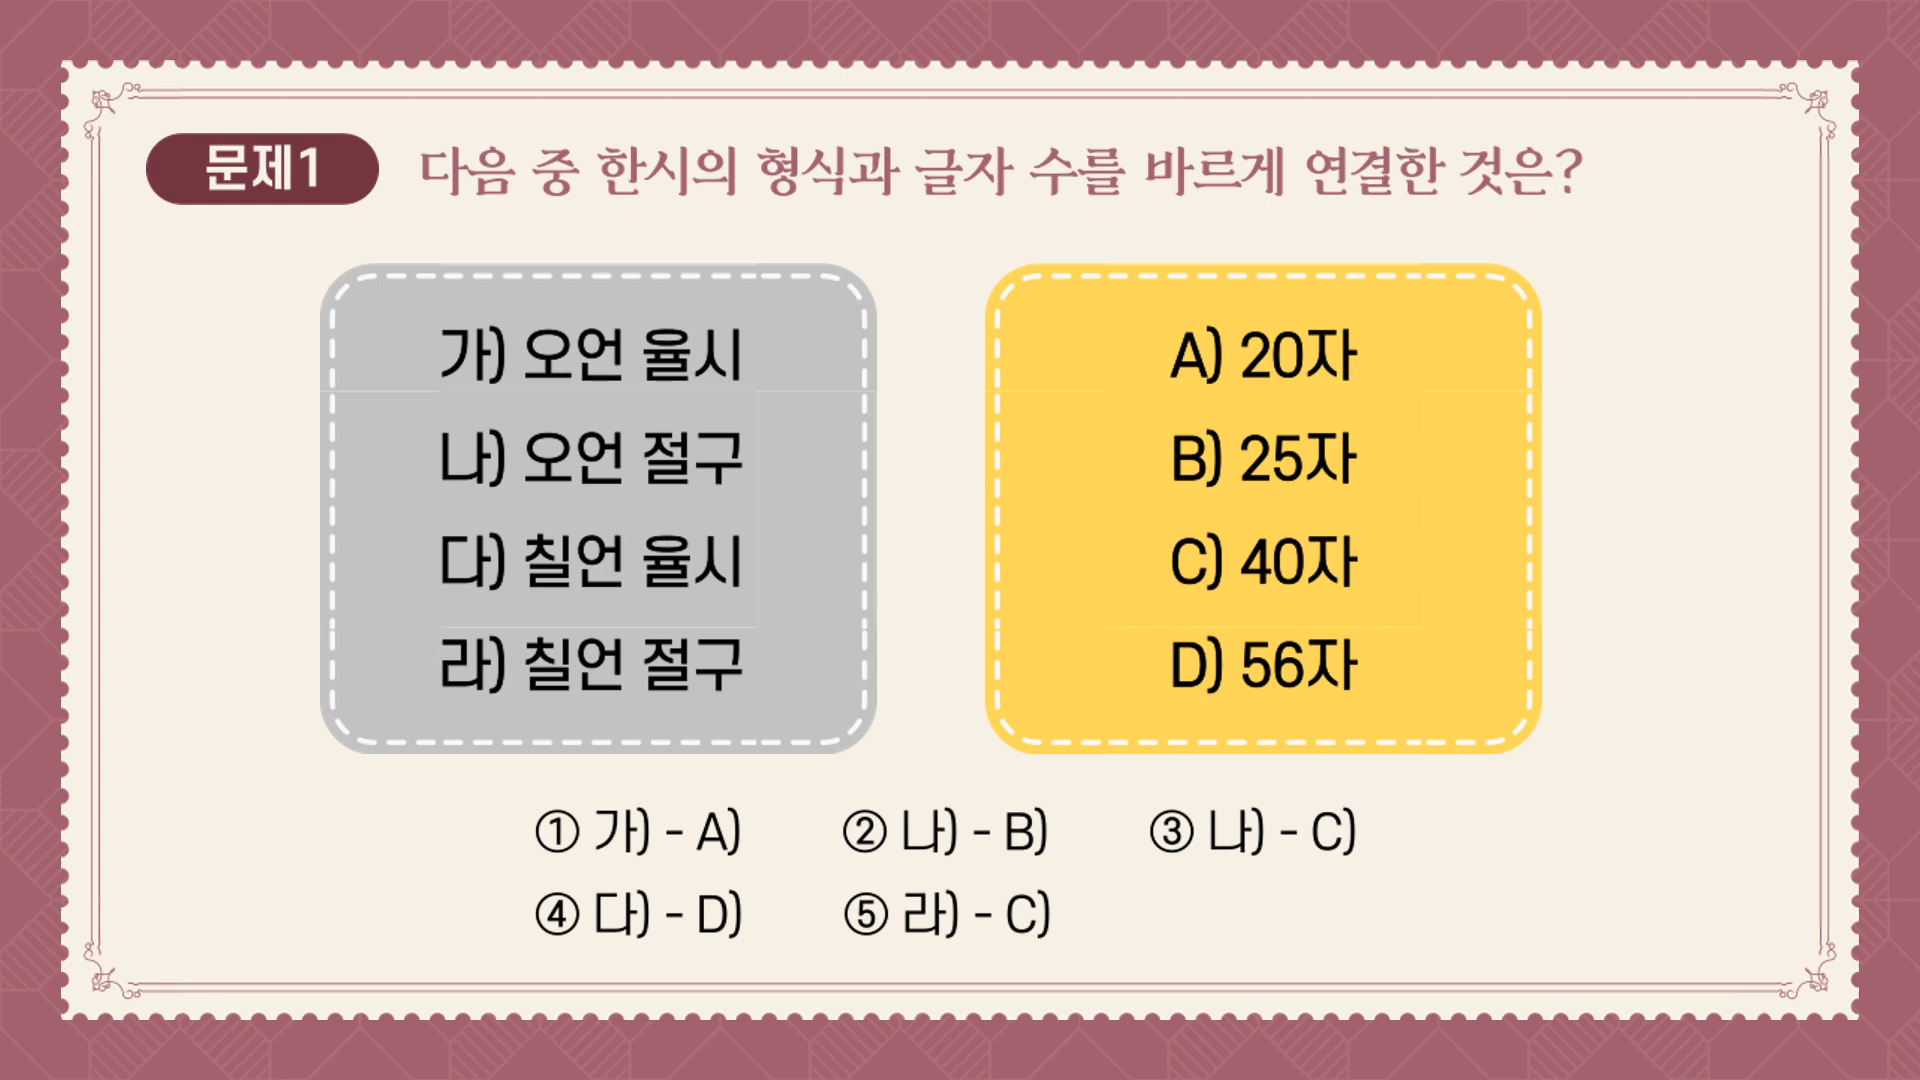 문제1 다음 중 한시의 형식과 글자 수를 바르게 연결한 것은?
가) 오언 율시
나) 오언 절구
다) 칠언 율시
라) 칠언 절구
A) 20자
B) 25자
C) 40자
D) 56자
① 가) - A) ② 나) - B) ③ 나) - C)
④ 다) - D) ⑤ 라) - C)